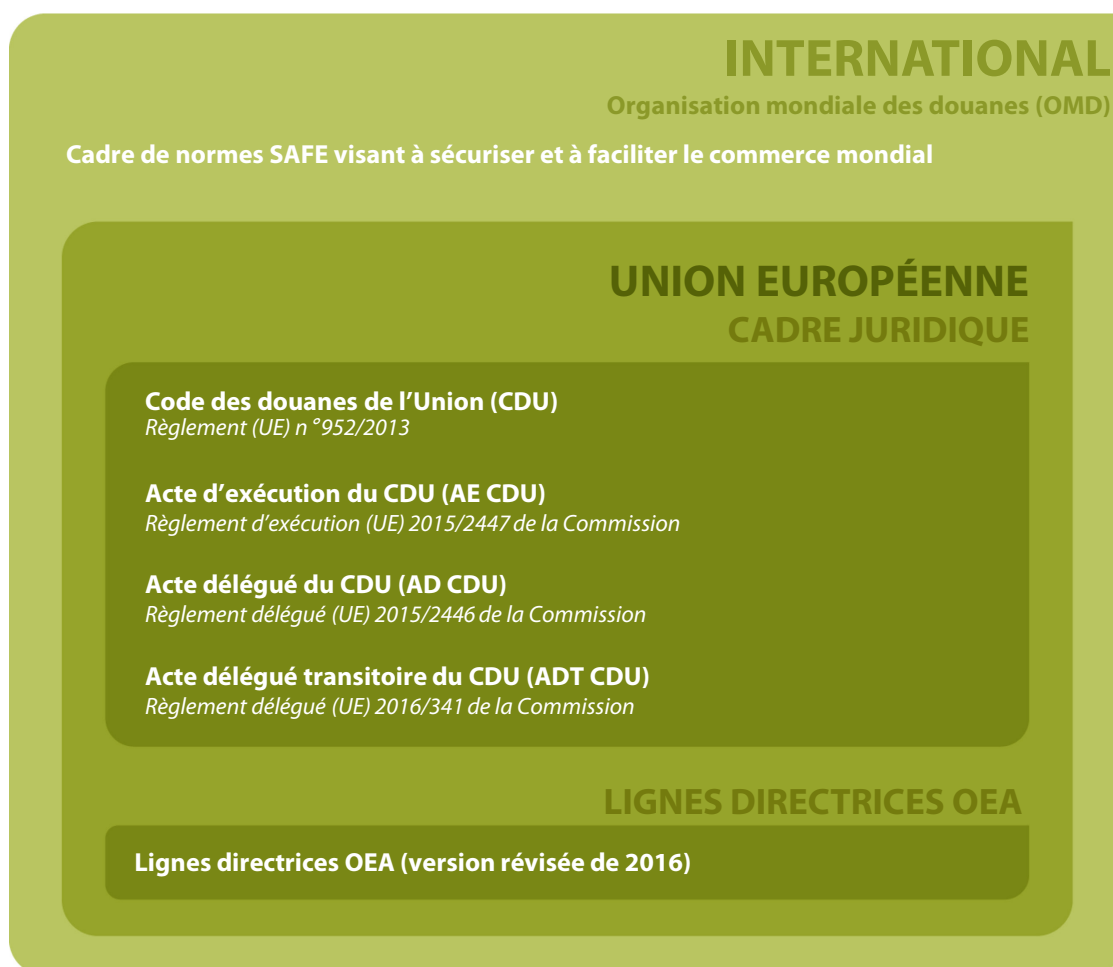 INTERNATIONAL
Organisation mondiale des douanes (OMD)
Cadre de normes SAFE visant à sécuriser et à faciliter le commerce mondial
UNION EUROPÉENNE
CADRE JURIDIQUE
Code des douanes de l’Union (CDU)
Règlement (UE) n° 952/2013
Acte d’exécution du CDU (AE CDU)
Règlement d’exécution (UE) 2015/2447 de la Commission
Acte délégué du CDU (AD CDU)
Règlement délégué (UE) 2015/2446 de la Commission
Acte délégué transitoire du CDU (ADT CDU)
Règlement délégué (UE) 2016/341 de la Commission
LIGNES DIRECTRICES OEA
Lignes directrices OEA (version révisée de 2016)